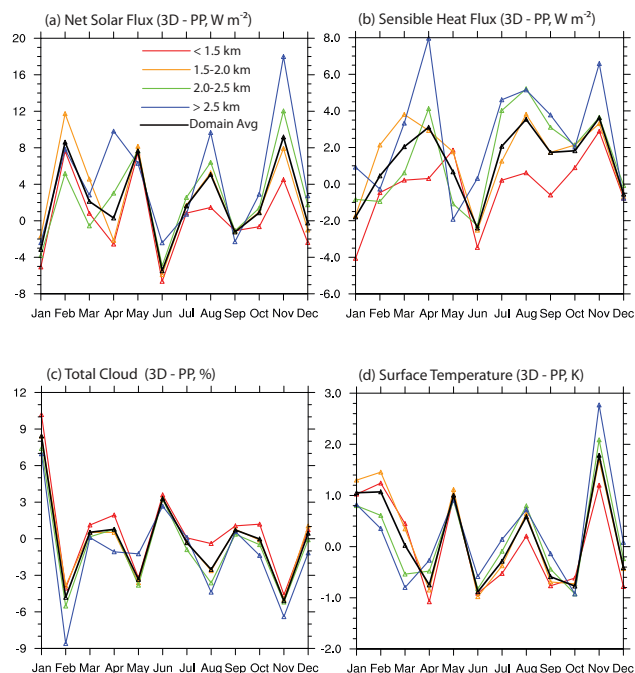 (a) Net Solar Flux (3D - PP, W m⁻²)
20
16
12
8
4
0
-4
-8
< 1.5 km
1.5-2.0 km
2.0-2.5 km
> 2.5 km
Domain Avg
Jan Feb Mar Apr May Jun Jul Aug Sep Oct Nov Dec
(b) Sensible Heat Flux (3D - PP, W m⁻²)
8.0
6.0
4.0
2.0
0.0
-2.0
-4.0
-6.0
Jan Feb Mar Apr May Jun Jul Aug Sep Oct Nov Dec
(c) Total Cloud (3D - PP, %)
12
9
6
3
0
-3
-6
-9
Jan Feb Mar Apr May Jun Jul Aug Sep Oct Nov Dec
(d) Surface Temperature (3D - PP, K)
3.0
2.0
1.0
0.0
-1.0
-2.0
Jan Feb Mar Apr May Jun Jul Aug Sep Oct Nov Dec